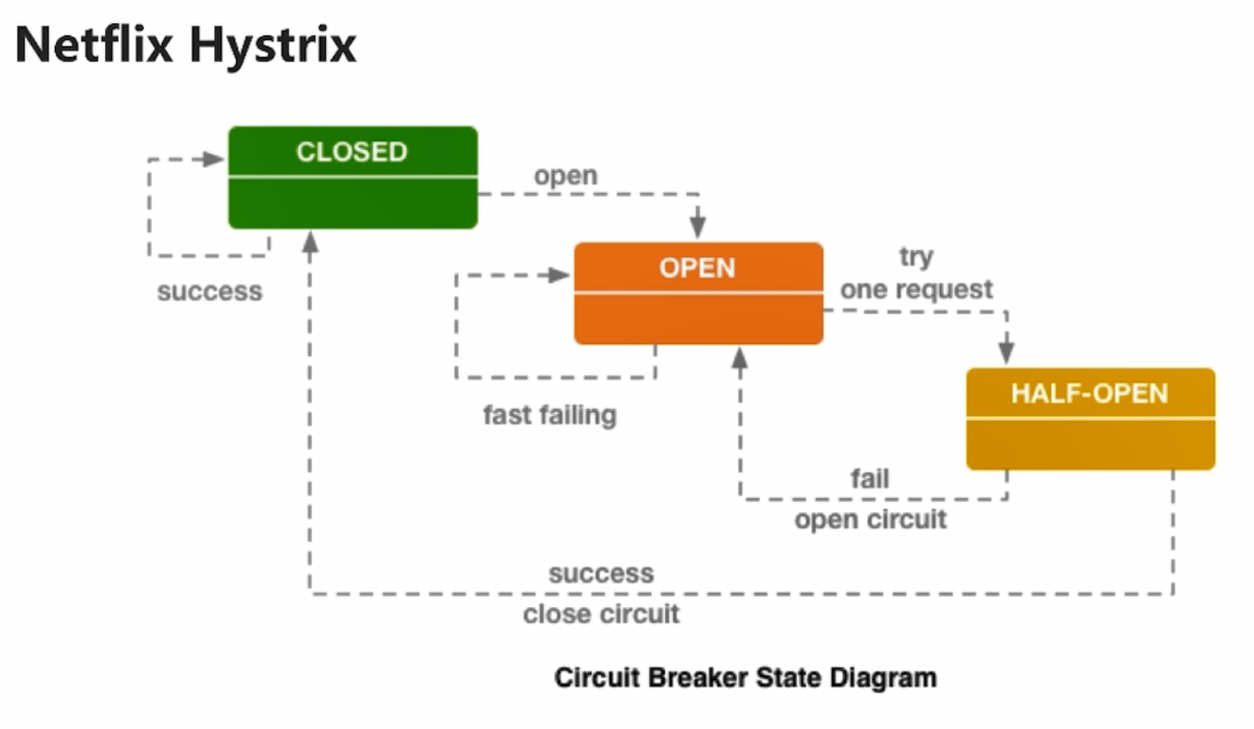 Netflix Hystrix
CLOSED
open
success
OPEN
try
one request
fast failing
HALF-OPEN
fail
open circuit
success
close circuit
Circuit Breaker State Diagram